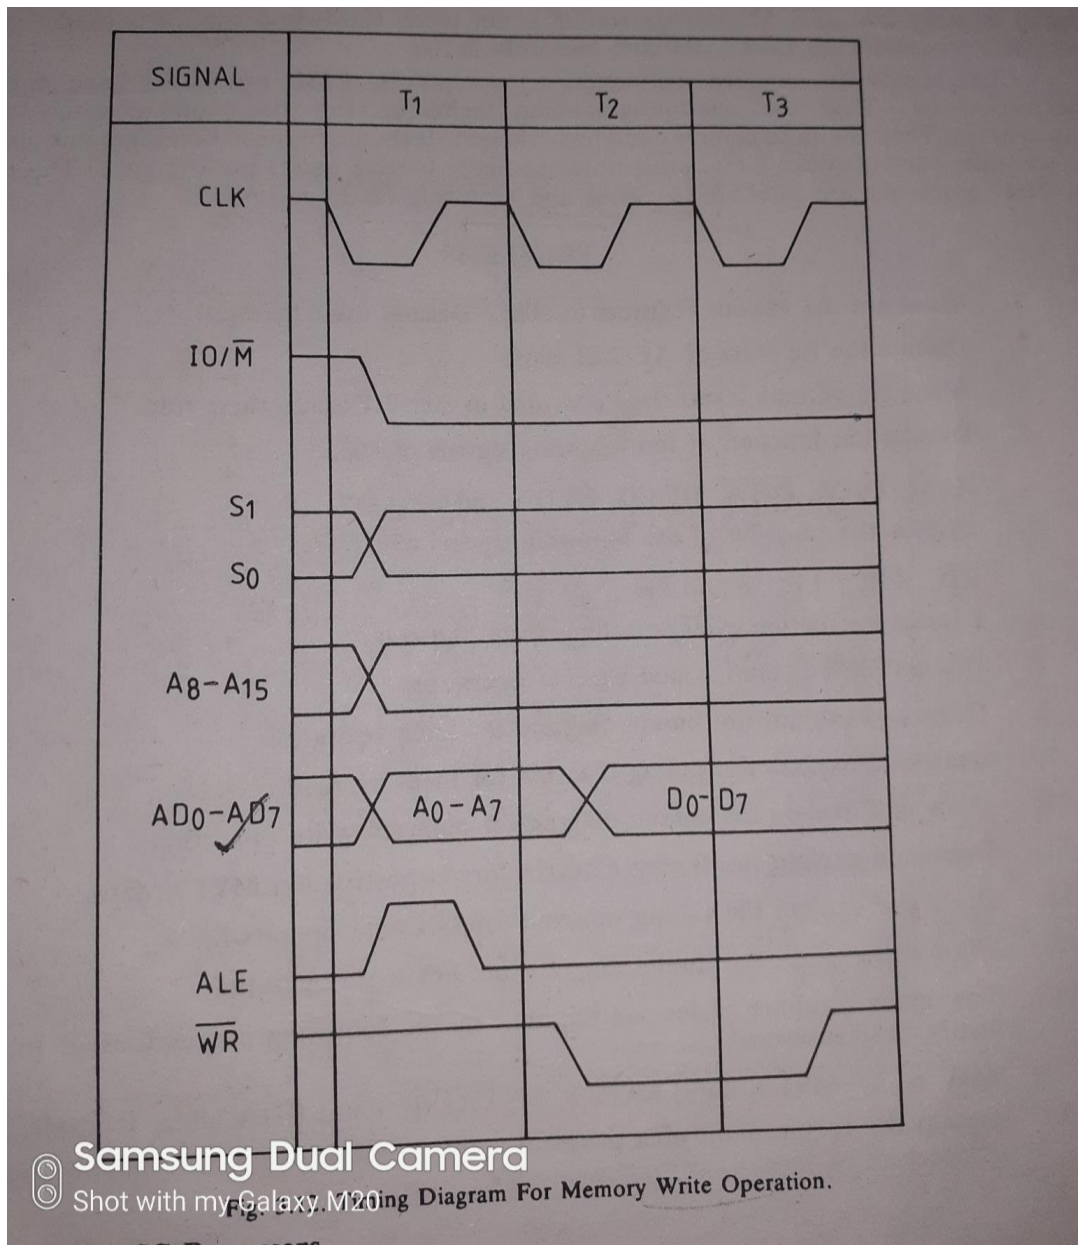 SIGNAL
T1 T2 T3
CLK
IO/M̅
S1
S0
A8-A15
AD0-AD7 A0-A7 D0-D7
ALE
W̅R̅
Samsung Dual Camera
Shot with my Galaxy M20
Fig. Timing Diagram For Memory Write Operation.